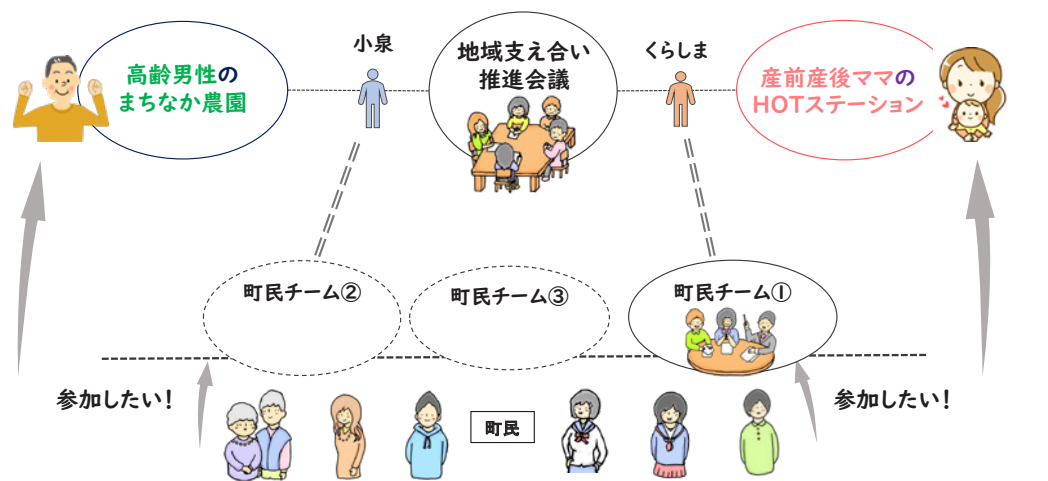 高齢男性の
まちなか農園
小泉
地域支え合い
推進会議
くらしま
産前産後ママの
HOTステーション
町民チーム②
町民チーム③
町民チーム①
参加したい！
町民
参加したい！